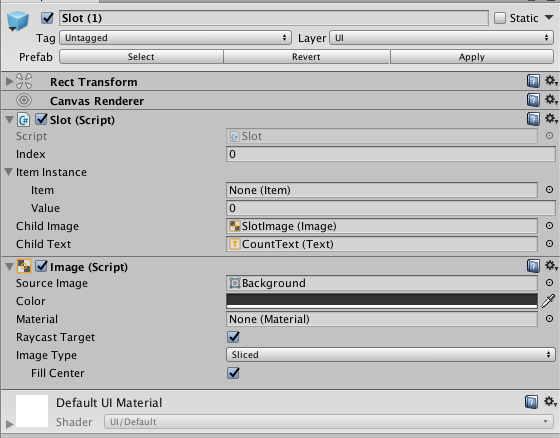 Slot (1)
Static
Tag Untagged Layer UI
Prefab Select Revert Apply
Rect Transform
Canvas Renderer
Slot (Script)
Script Slot
Index 0
Item Instance
Item None (Item)
Value 0
Child Image SlotImage (Image)
Child Text CountText (Text)
Image (Script)
Source Image Background
Color
Material None (Material)
Raycast Target
Image Type Sliced
Fill Center
Default UI Material
Shader UI/Default